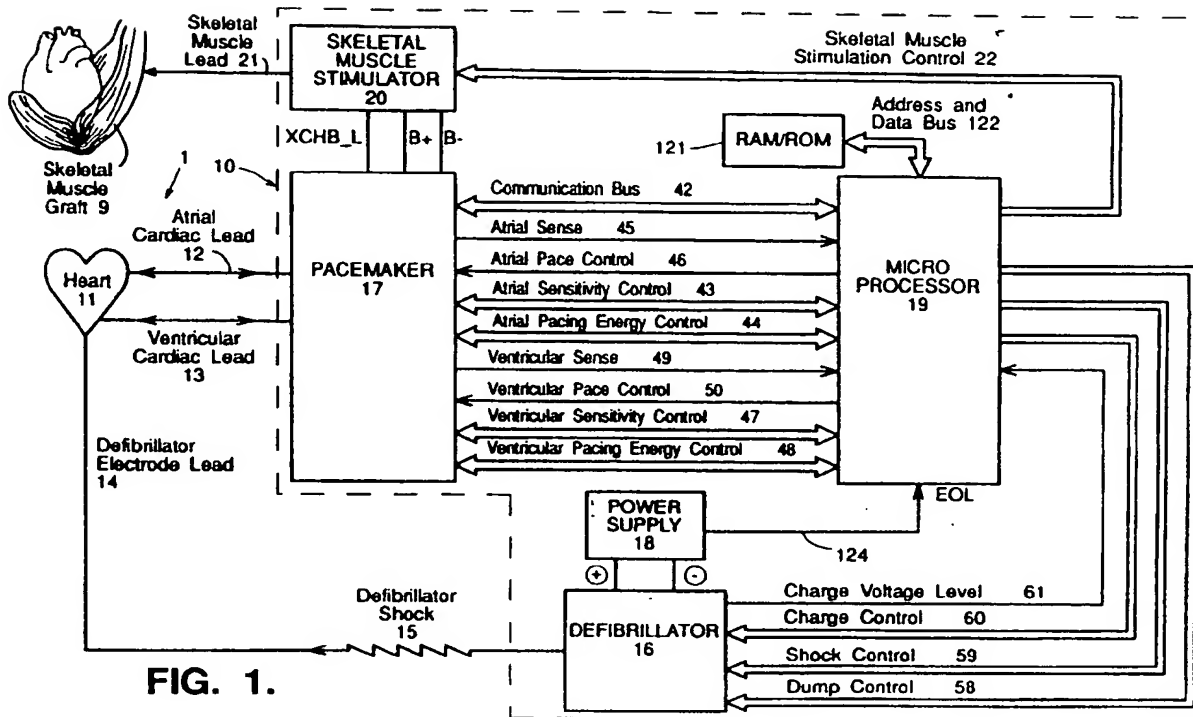 Skeletal
Muscle
Lead 21
SKELETAL
MUSCLE
STIMULATOR
20
Skeletal Muscle
Stimulation Control 22
Address and
Data Bus 122
RAM/ROM
121
XCHB_L
B+
B-
Skeletal
Muscle
Graft 9
1
10
Atrial
Cardiac Lead
12
Heart
11
Ventricular
Cardiac Lead
13
PACEMAKER
17
Communication Bus 42
Atrial Sense 45
Atrial Pace Control 46
Atrial Sensitivity Control 43
Atrial Pacing Energy Control 44
Ventricular Sense 49
Ventricular Pace Control 50
Ventricular Sensitivity Control 47
Ventricular Pacing Energy Control 48
MICRO
PROCESSOR
19
EOL
Defibrillator
Electrode Lead
14
POWER
SUPPLY
18
124
+
-
Defibrillator
Shock
15
DEFIBRILLATOR
16
Charge Voltage Level 61
Charge Control 60
Shock Control 59
Dump Control 58
FIG. 1.